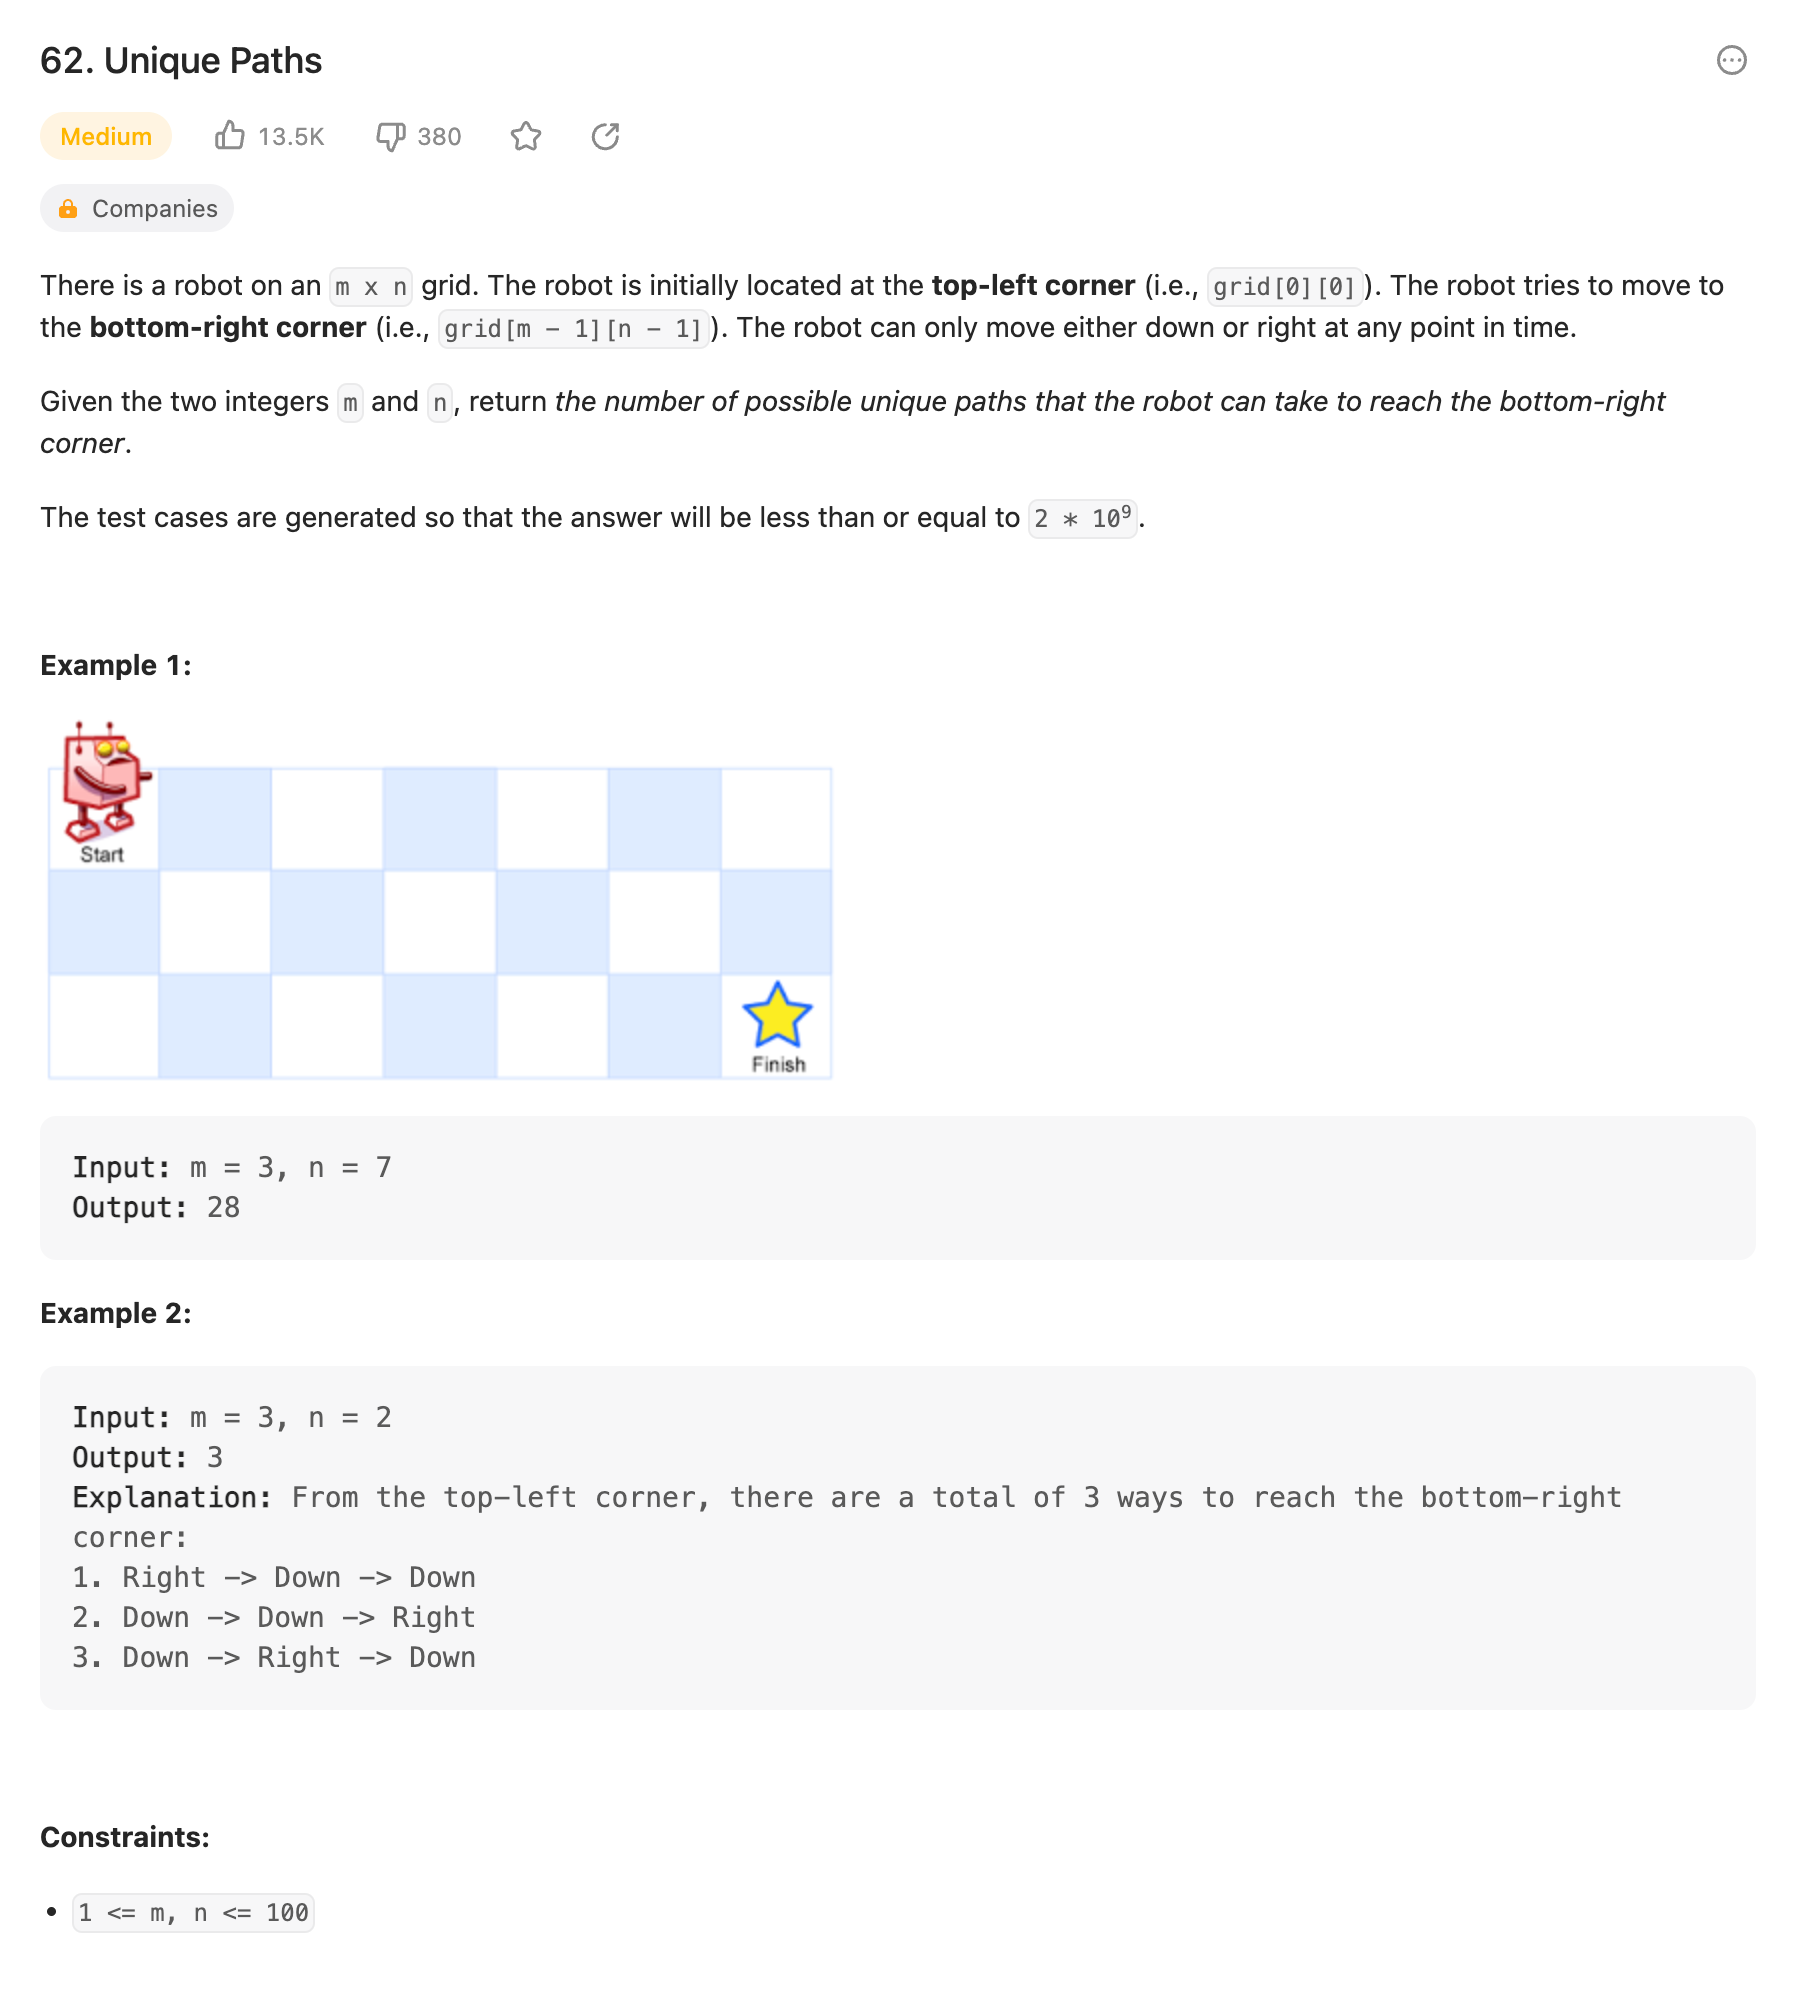 62. Unique Paths
Medium 13.5K 380
Companies
There is a robot on an m x n grid. The robot is initially located at the top-left corner (i.e., grid[0][0]). The robot tries to move to
the bottom-right corner (i.e., grid[m - 1][n - 1]). The robot can only move either down or right at any point in time.
Given the two integers m and n, return the number of possible unique paths that the robot can take to reach the bottom-right
corner.
The test cases are generated so that the answer will be less than or equal to 2 * 10⁹.
Example 1:
Start
Finish
Input: m = 3, n = 7
Output: 28
Example 2:
Input: m = 3, n = 2
Output: 3
Explanation: From the top-left corner, there are a total of 3 ways to reach the bottom-right
corner:
1. Right -> Down -> Down
2. Down -> Down -> Right
3. Down -> Right -> Down
Constraints:
• 1 <= m, n <= 100